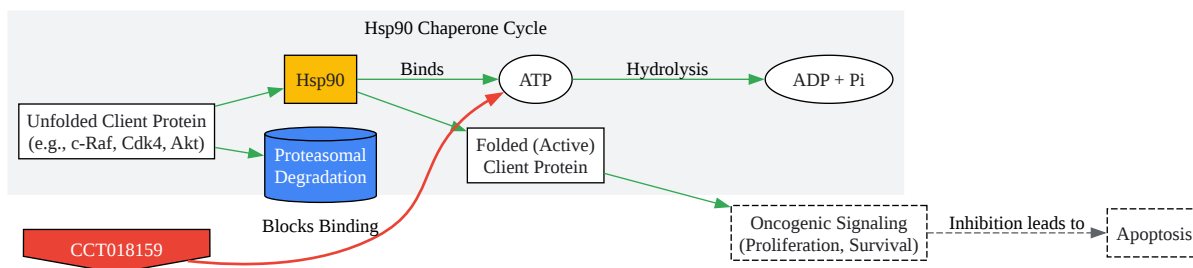 Hsp90 Chaperone Cycle
Hsp90
Binds
ATP
Hydrolysis
ADP + Pi
Unfolded Client Protein
(e.g., c-Raf, Cdk4, Akt)
Proteasomal
Degradation
Folded (Active)
Client Protein
Blocks Binding
CCT018159
Oncogenic Signaling
(Proliferation, Survival)
Inhibition leads to
Apoptosis